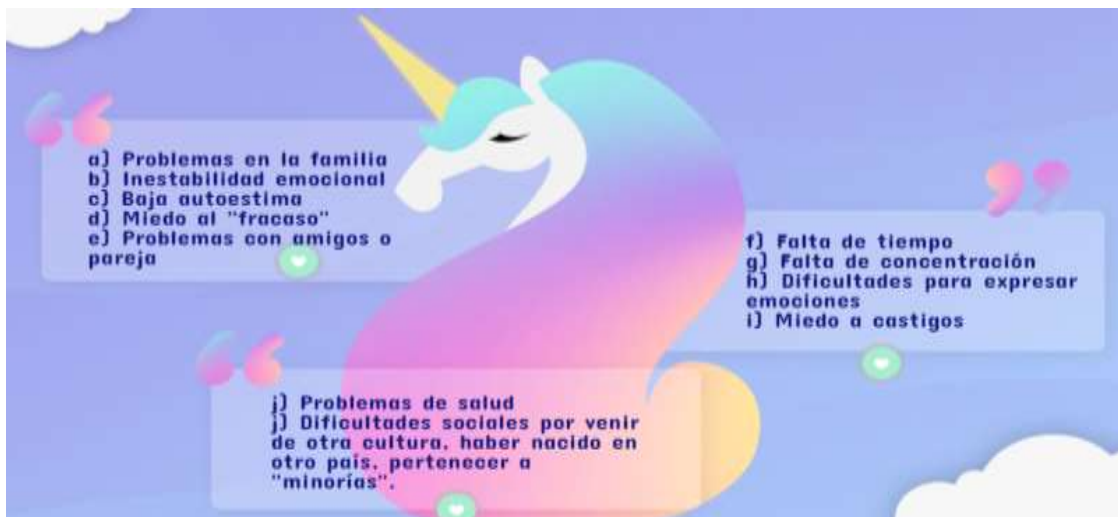 a) Problemas en la familia
b) Inestabilidad emocional
c) Baja autoestima
d) Miedo al "fracaso"
e) Problemas con amigos o
pareja
f) Falta de tiempo
g) Falta de concentración
h) Dificultades para expresar
emociones
i) Miedo a castigos
j) Problemas de salud
j) Dificultades sociales por venir
de otra cultura, haber nacido en
otro país, pertenecer a
"minorías".